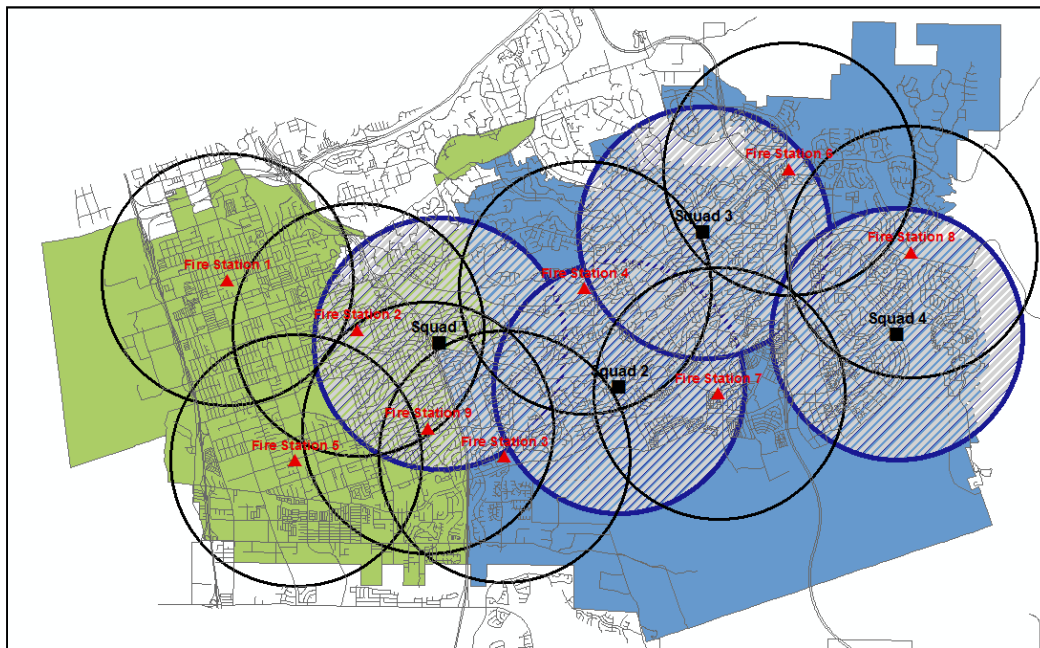 Fire Station 6
Squad 3
Fire Station 8
Fire Station 1
Fire Station 4
Fire Station 2
Squad 1
Squad 4
Squad 2
Fire Station 7
Fire Station 9
Fire Station 3
Fire Station 5